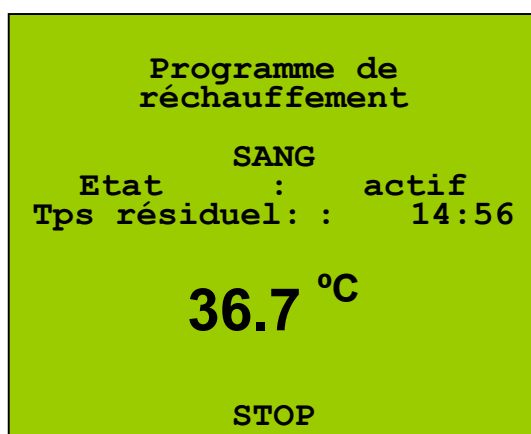 Programme de
réchauffement
SANG
Etat : actif
Tps résiduel: : 14:56
36.7 ºC
STOP